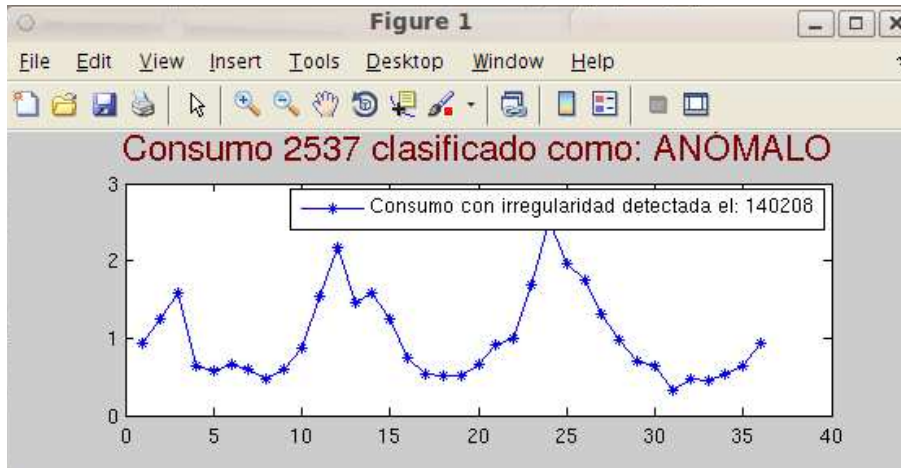 Figure 1
File Edit View Insert Tools Desktop Window Help
Consumo 2537 clasificado como: ANÓMALO
Consumo con irregularidad detectada el: 140208
3
2
1
0
0 5 10 15 20 25 30 35 40